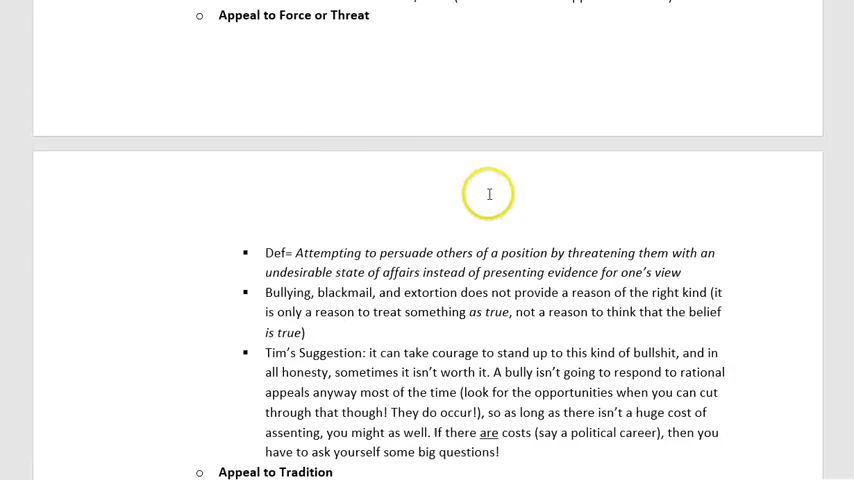 Appeal to Force or Threat
Def= Attempting to persuade others of a position by threatening them with an
undesirable state of affairs instead of presenting evidence for one's view
Bullying, blackmail, and extortion does not provide a reason of the right kind (it
is only a reason to treat something as true, not a reason to think that the belief
is true)
Tim's Suggestion: it can take courage to stand up to this kind of bullshit, and in
all honesty, sometimes it isn't worth it. A bully isn't going to respond to rational
appeals anyway most of the time (look for the opportunities when you can cut
through that though! They do occur!), so as long as there isn't a huge cost of
assenting, you might as well. If there are costs (say a political career), then you
have to ask yourself some big questions!
Appeal to Tradition